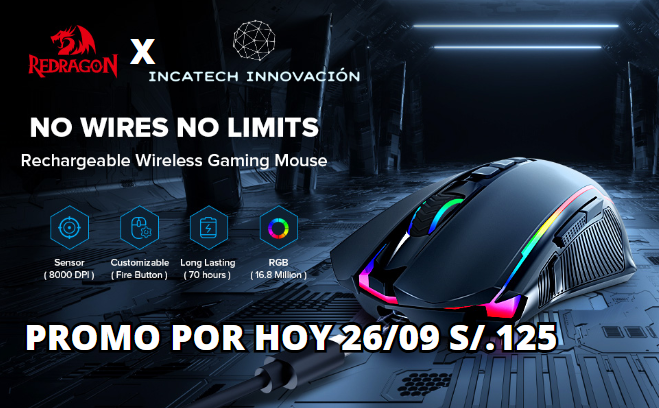 REDRAGON X INCATECH INNOVACIÓN
NO WIRES NO LIMITS
Rechargeable Wireless Gaming Mouse
Sensor Customizable Long Lasting RGB
( 8000 DPI ) ( Fire Button ) ( 70 hours ) ( 16.8 Million )
PROMO POR HOY 26/09 S/.125